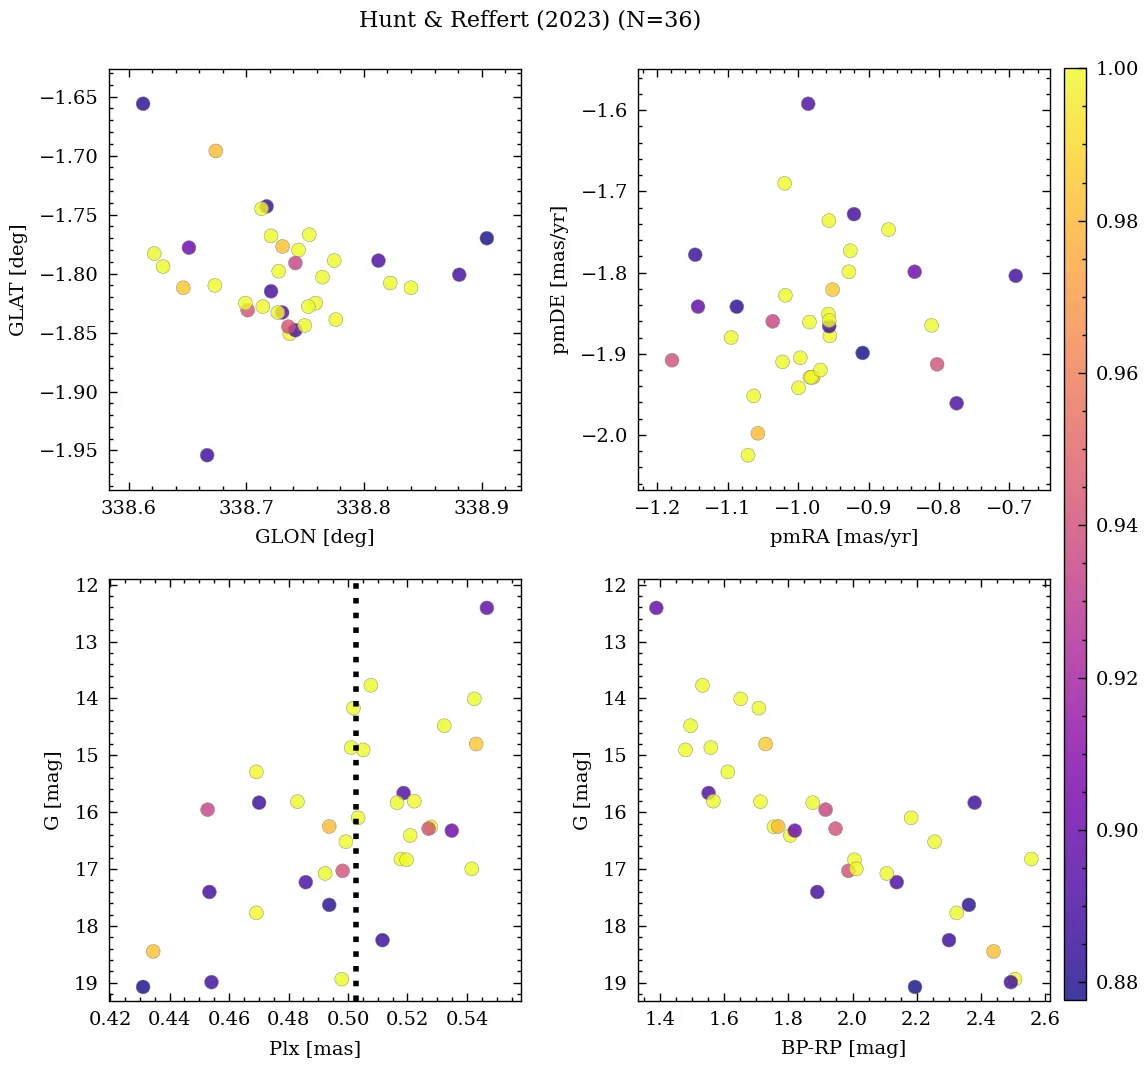 Hunt & Reffert (2023) (N=36)
−1.65
−1.70
−1.75
−1.80
−1.85
−1.90
−1.95
GLAT [deg]
338.6 338.7 338.8 338.9
GLON [deg]
−1.6
−1.7
−1.8
−1.9
−2.0
pmDE [mas/yr]
−1.2 −1.1 −1.0 −0.9 −0.8 −0.7
pmRA [mas/yr]
12
13
14
15
16
17
18
19
G [mag]
0.42 0.44 0.46 0.48 0.50 0.52 0.54
Plx [mas]
12
13
14
15
16
17
18
19
G [mag]
1.4 1.6 1.8 2.0 2.2 2.4 2.6
BP-RP [mag]
1.00
0.98
0.96
0.94
0.92
0.90
0.88